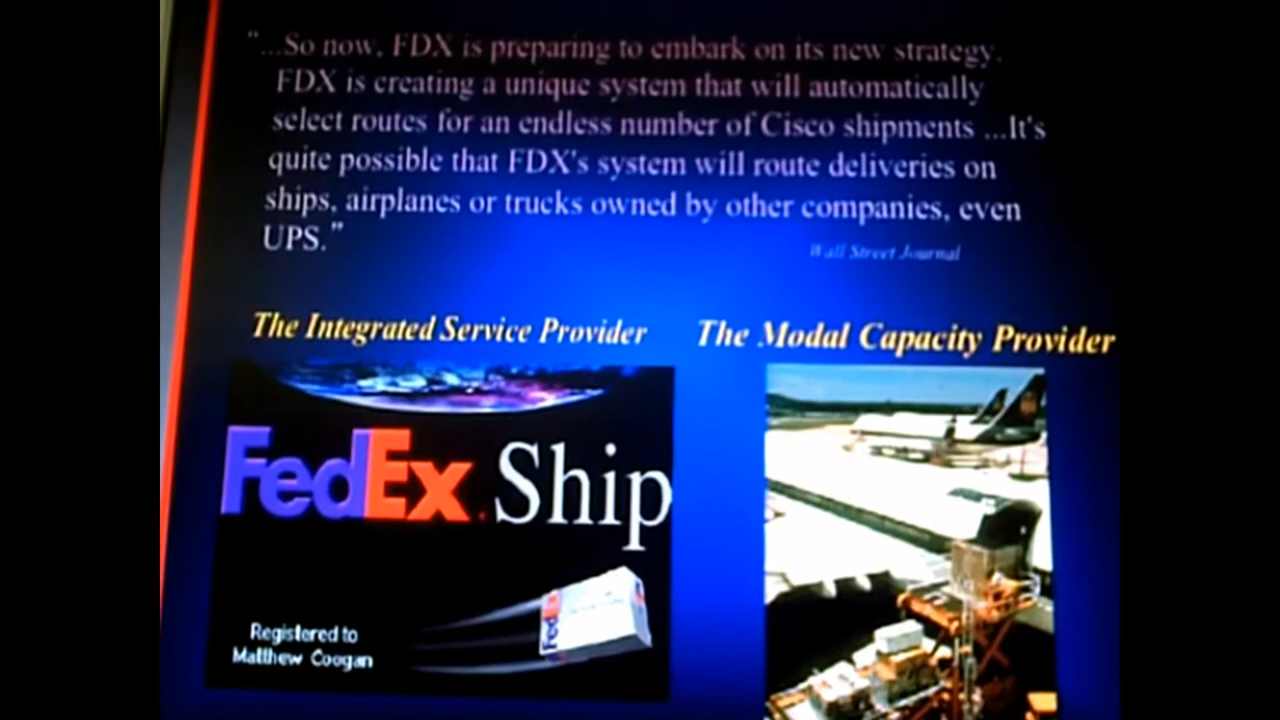 "...So now, FDX is preparing to embark on its new strategy.
FDX is creating a unique system that will automatically
select routes for an endless number of Cisco shipments ...It's
quite possible that FDX's system will route deliveries on
ships, airplanes or trucks owned by other companies, even
UPS."
Wall Street Journal
The Integrated Service Provider
The Modal Capacity Provider
FedEx Ship
FedEx
Registered to
Matthew Coogan